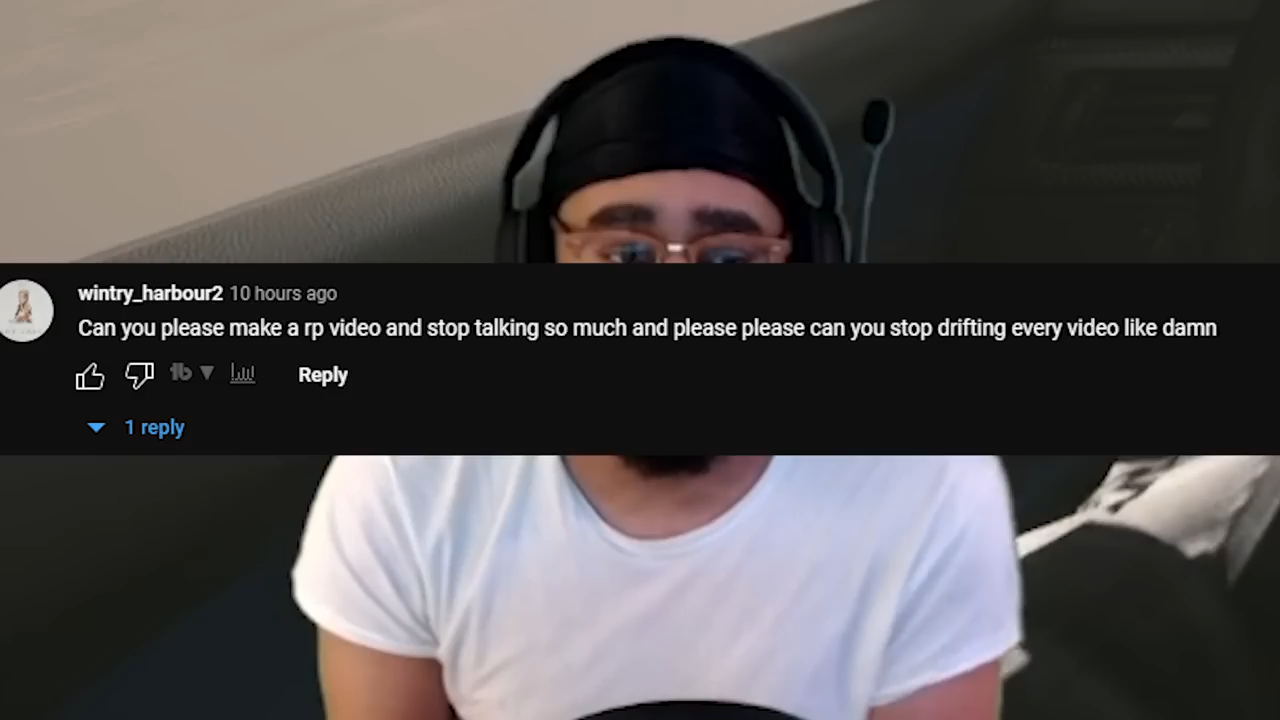 wintry_harbour2 10 hours ago
Can you please make a rp video and stop talking so much and please please can you stop drifting every video like damn
Reply
1 reply